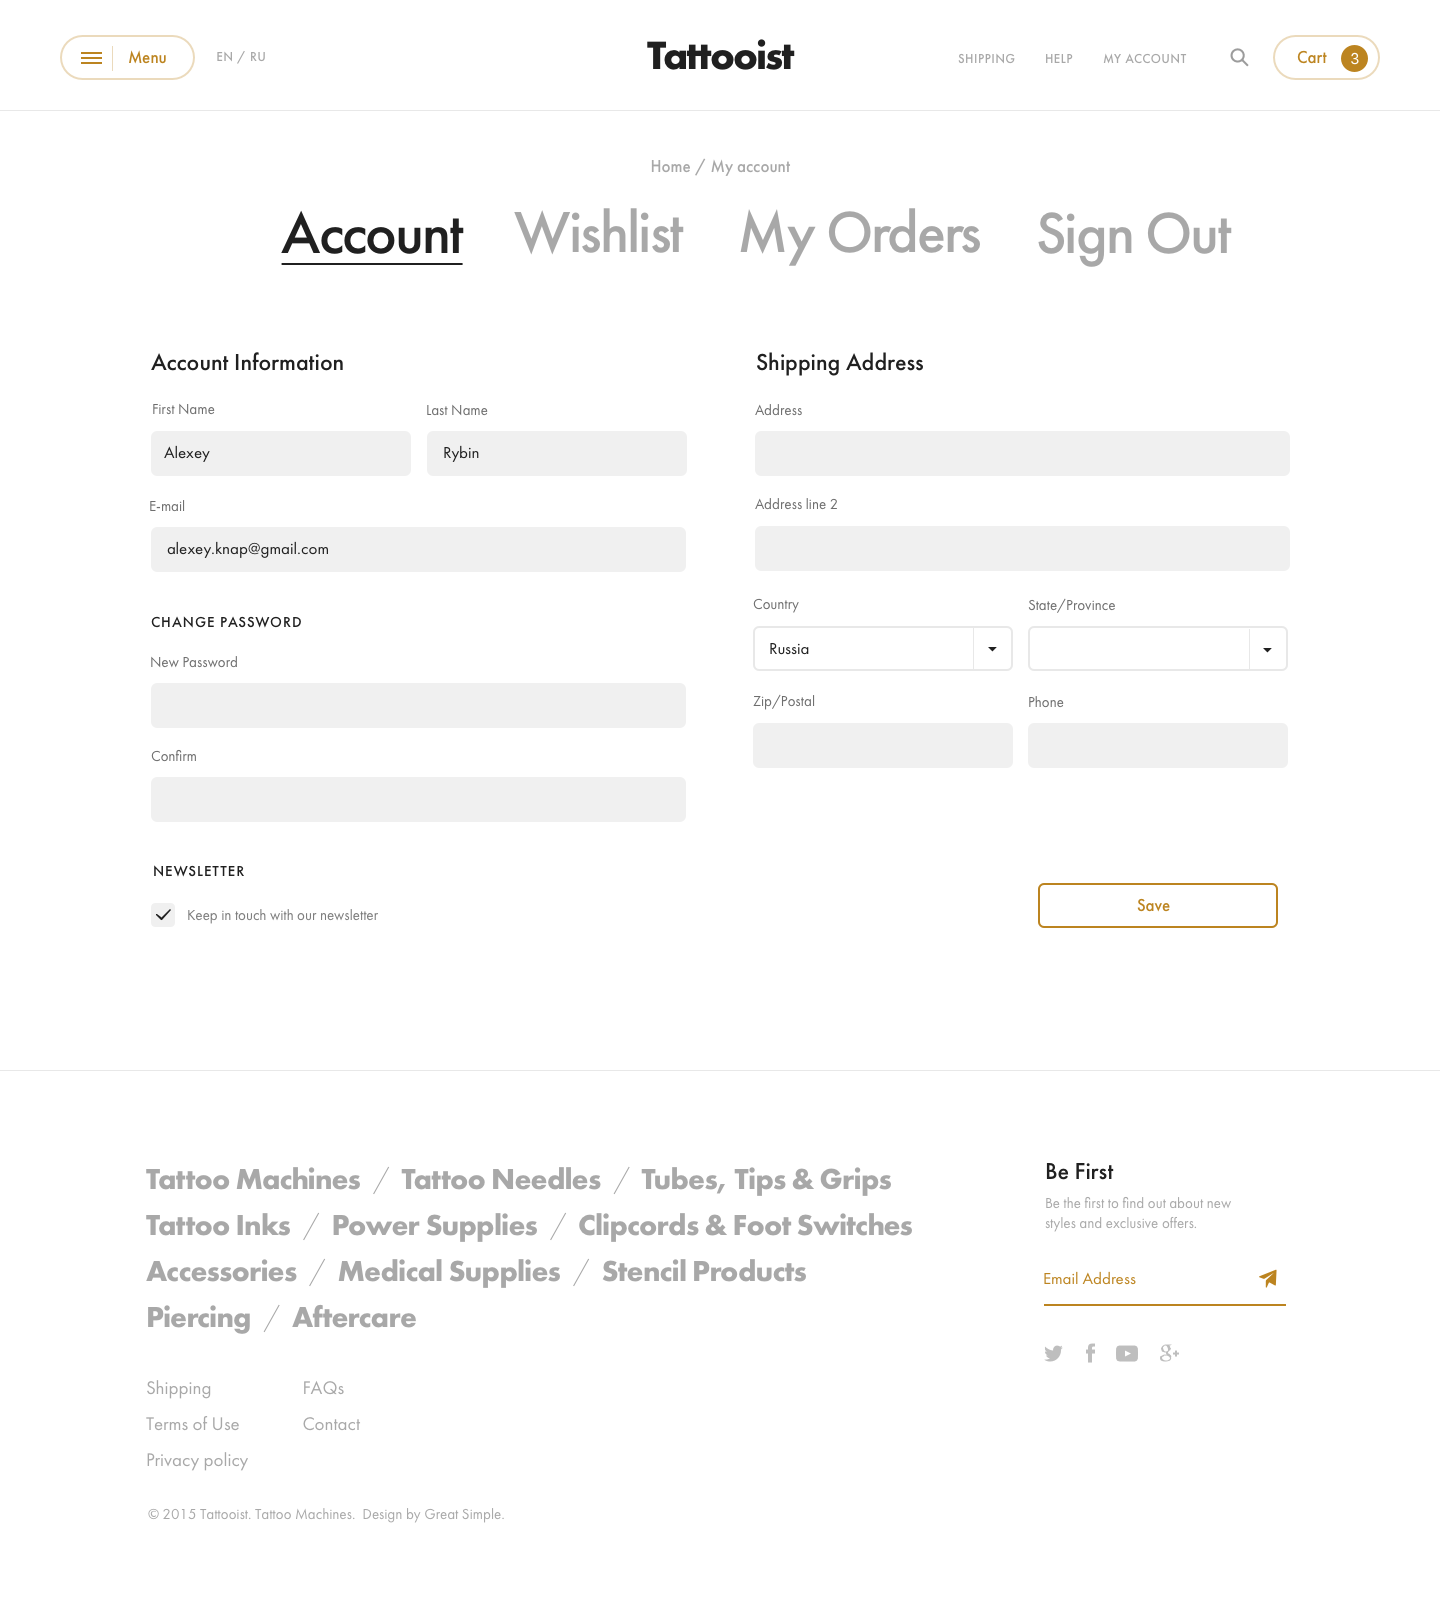 Menu
EN / RU
Tattooist
SHIPPING HELP MY ACCOUNT
Cart 3
Home / My account
Account Wishlist My Orders Sign Out
Account Information
First Name Last Name
Alexey Rybin
E-mail
alexey.knap@gmail.com
CHANGE PASSWORD
New Password
Confirm
NEWSLETTER
Keep in touch with our newsletter
Shipping Address
Address
Address line 2
Country State/Province
Russia
Zip/Postal Phone
Save
Tattoo Machines / Tattoo Needles / Tubes, Tips & Grips
Tattoo Inks / Power Supplies / Clipcords & Foot Switches
Accessories / Medical Supplies / Stencil Products
Piercing / Aftercare
Shipping FAQs
Terms of Use Contact
Privacy policy
© 2015 Tattooist. Tattoo Machines. Design by Great Simple.
Be First
Be the first to find out about new
styles and exclusive offers.
Email Address